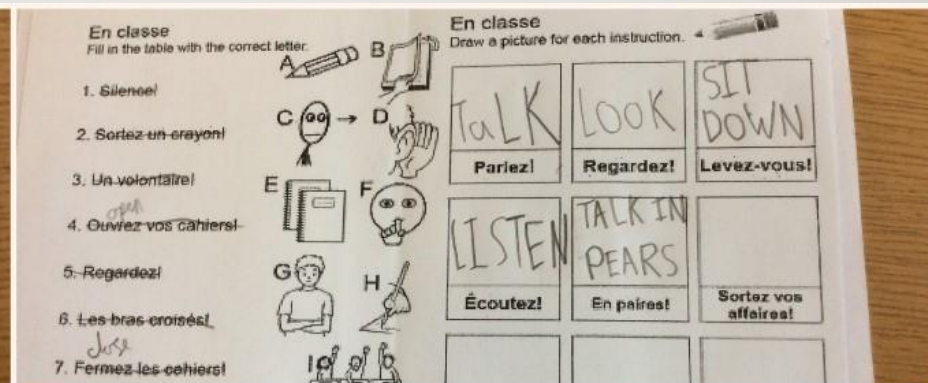 En classe
Fill in the table with the correct letter.
1. Silence!
2. Sortez un crayon!
3. Un volontaire!
open
4. Ouvrez vos cahiers!
5. Regardez!
6. Les bras croisés!
close
7. Fermez les cahiers!
A
B
C
D
E
F
G
H
I
En classe
Draw a picture for each instruction.
TaLK
LOOK
SIT
DOWN
Parlez!
Regardez!
Levez-vous!
LISTEN
TALK IN
PEARS
Écoutez!
En paires!
Sortez vos
affaires!